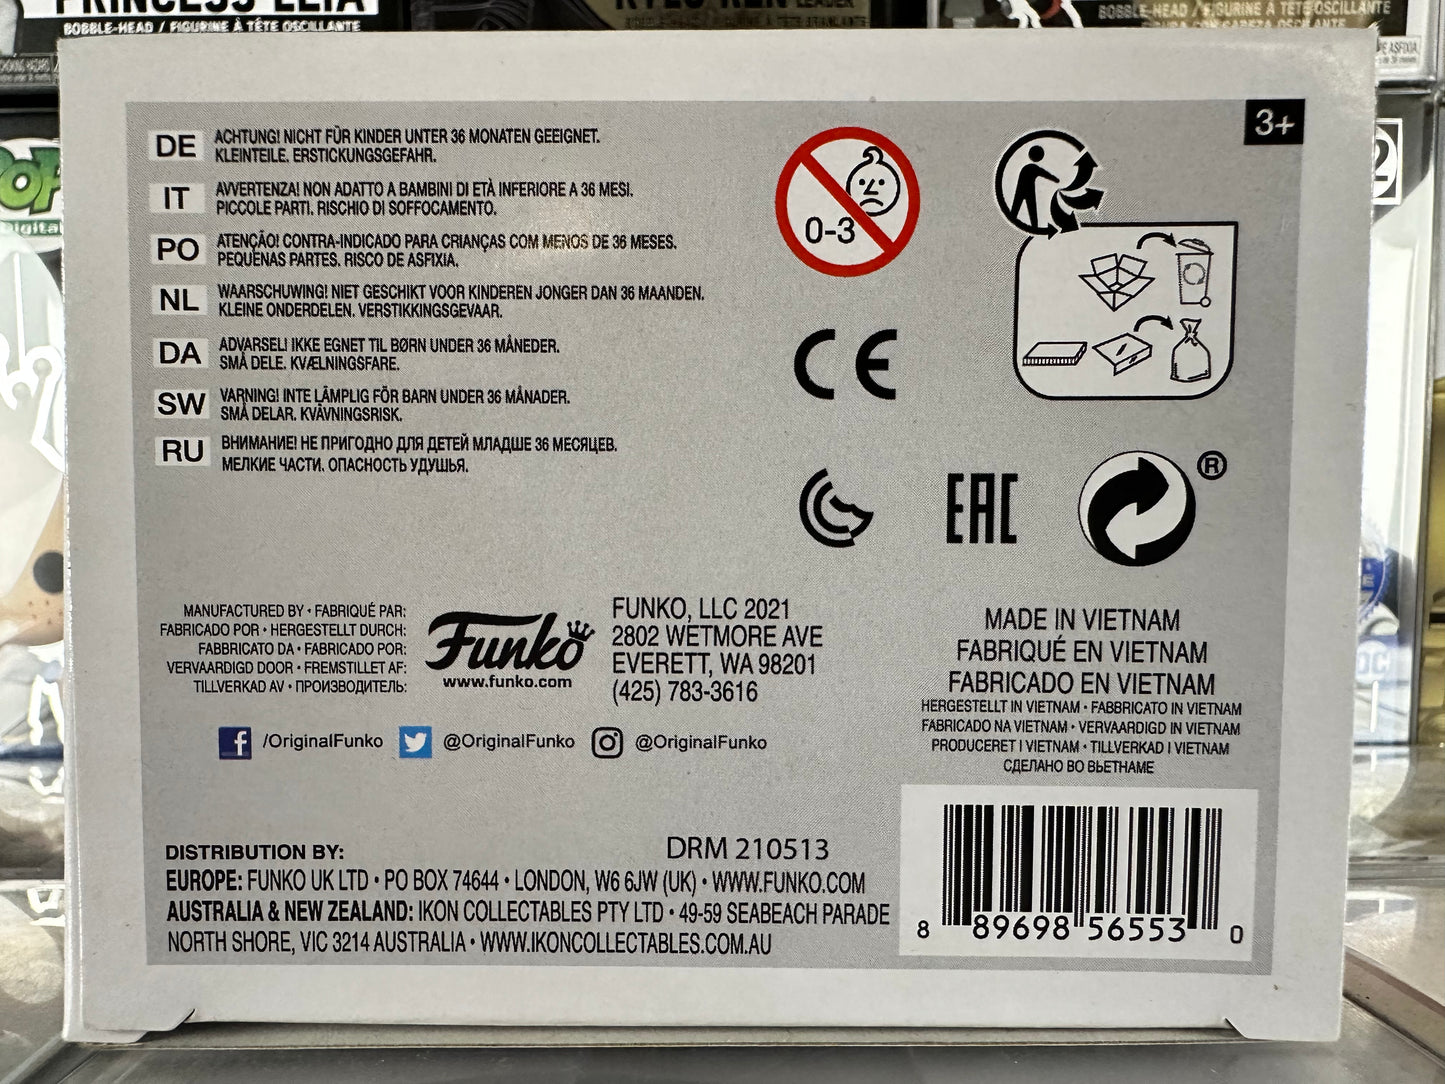 PRINCESS LEIA
BOBBLE-HEAD / FIGURINE À TÊTE OSCILLANTE
KYLO REN
LEADER
BOBBLE-HEAD / FIGURINE À TÊTE OSCILLANTE
3+
DE ACHTUNG! NICHT FÜR KINDER UNTER 36 MONATEN GEEIGNET.
KLEINTEILE. ERSTICKUNGSGEFAHR.
IT AVVERTENZA! NON ADATTO A BAMBINI DI ETÀ INFERIORE A 36 MESI.
PICCOLE PARTI. RISCHIO DI SOFFOCAMENTO.
PO ATENÇÃO! CONTRA-INDICADO PARA CRIANÇAS COM MENOS DE 36 MESES.
PEQUENAS PARTES. RISCO DE ASFIXIA.
NL WAARSCHUWING! NIET GESCHIKT VOOR KINDEREN JONGER DAN 36 MAANDEN.
KLEINE ONDERDELEN. VERSTIKKINGSGEVAAR.
DA ADVARSEL! IKKE EGNET TIL BØRN UNDER 36 MÅNEDER.
SMÅ DELE. KVÆLNINGSFARE.
SW VARNING! INTE LÄMPLIG FÖR BARN UNDER 36 MÅNADER.
SMÅ DELAR. KVÄVNINGSRISK.
RU ВНИМАНИЕ! НЕ ПРИГОДНО ДЛЯ ДЕТЕЙ МЛАДШЕ 36 МЕСЯЦЕВ.
МЕЛКИЕ ЧАСТИ. ОПАСНОСТЬ УДУШЬЯ.
0-3
CE
EAC
®
MANUFACTURED BY • FABRIQUÉ PAR:
FABRICADO POR • HERGESTELLT DURCH:
FABBRICATO DA • FABRICADO POR:
VERVAARDIGD DOOR • FREMSTILLET AF:
TILLVERKAD AV • ПРОИЗВОДИТЕЛЬ:
Funko
www.funko.com
FUNKO, LLC 2021
2802 WETMORE AVE
EVERETT, WA 98201
(425) 783-3616
MADE IN VIETNAM
FABRIQUÉ EN VIETNAM
FABRICADO EN VIETNAM
HERGESTELLT IN VIETNAM • FABBRICATO IN VIETNAM
FABRICADO NA VIETNAM • VERVAARDIGD IN VIETNAM
PRODUCERET I VIETNAM • TILLVERKAD I VIETNAM
СДЕЛАНО ВО ВЬЕТНАМЕ
/OriginalFunko @OriginalFunko @OriginalFunko
DRM 210513
DISTRIBUTION BY:
EUROPE: FUNKO UK LTD • PO BOX 74644 • LONDON, W6 6JW (UK) • WWW.FUNKO.COM
AUSTRALIA & NEW ZEALAND: IKON COLLECTABLES PTY LTD • 49-59 SEABEACH PARADE
NORTH SHORE, VIC 3214 AUSTRALIA • WWW.IKONCOLLECTABLES.COM.AU
8 89698 56553 0